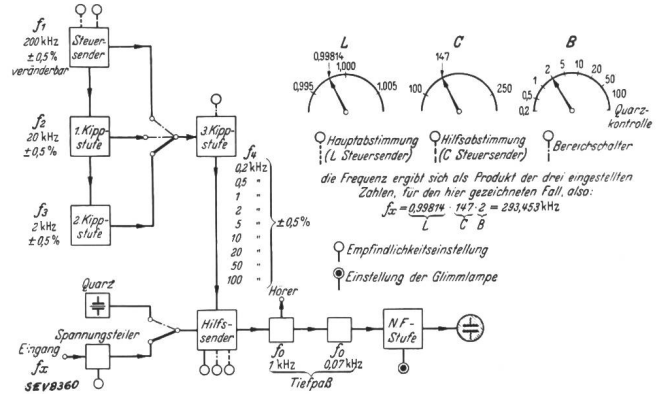 f1
200 kHz
±0,5%
veränderbar
Steuer-
sender
f2
20 kHz
±0,5%
1. Kipp-
stufe
f3
2 kHz
±0,5%
2. Kipp-
stufe
3. Kipp-
stufe
f4
0,2 kHz
0,5 "
1 "
2 "
5 "
10 "
20 "
50 "
100 "
±0,5%
L
0,99814
0,995
1,000
1,005
C
147
100
250
B
0,2
0,5
1
2
5
10
20
50
100
Quarz-
kontrolle
Hauptabstimmung
(L Steuersender)
Hilfsabstimmung
(C Steuersender)
Bereichschalter
die Frequenz ergibt sich als Produkt der drei eingestellten
Zahlen, für den hier gezeichneten Fall, also:
fx = 0,99814 · 147 · 2 = 293,453 kHz
L C B
Empfindlichkeitseinstellung
Einstellung der Glimmlampe
Quarz
Spannungsteiler
Eingang
fx
SEV8360
Hilfs-
sender
Hörer
fo
1 kHz
fo
0,07 kHz
Tiefpaß
NF-
Stufe